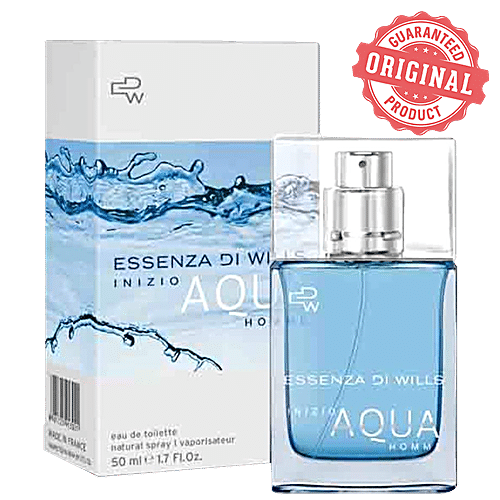 GUARANTEED
ORIGINAL
PRODUCT
ESSENZA DI WILLS
INIZIO
AQUA
HOMME
eau de toilette
natural spray | vaporisateur
50 ml e 1.7 Fl.Oz.
MADE IN FRANCE
ESSENZA DI WILLS
INIZIO
AQUA
HOMME